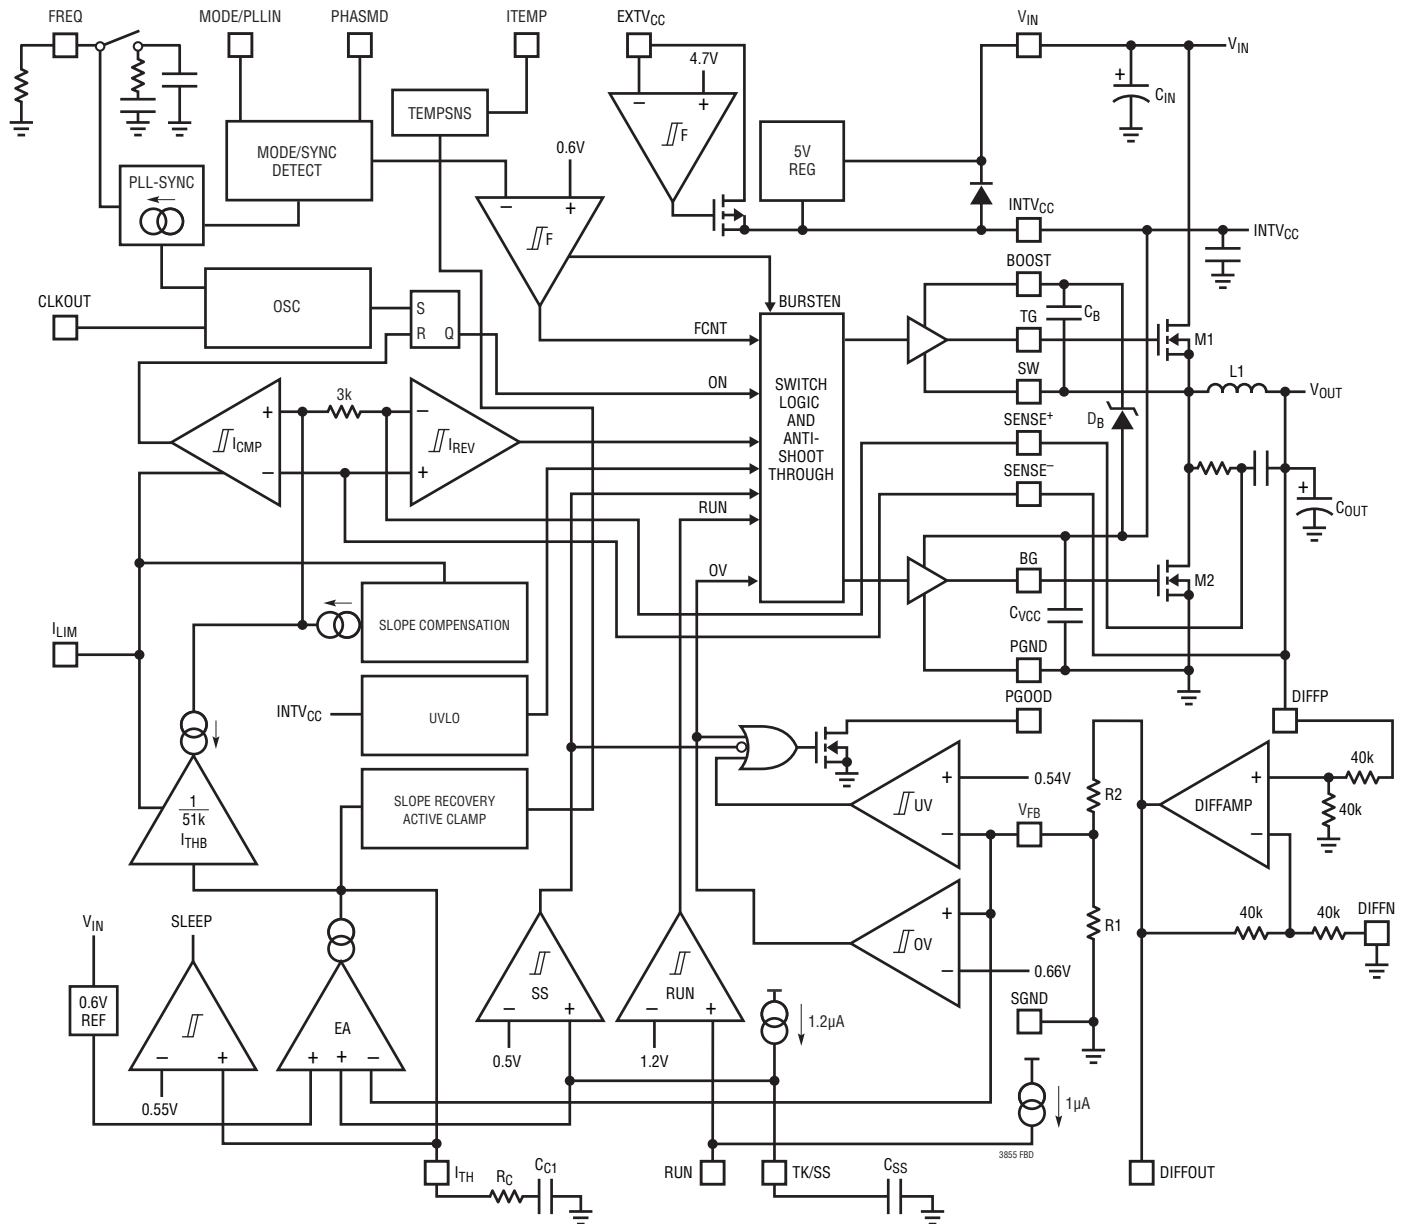 FREQ
MODE/PLLIN
PHASMD
ITEMP
EXTVCC
VIN
VIN
4.7V
+
CIN
TEMPSNS
– +
F
MODE/SYNC
DETECT
0.6V
5V
REG
PLL-SYNC
– +
F
INTVCC
INTVCC
BOOST
OSC
CLKOUT
S
R Q
BURSTEN
FCNT
TG
CB
M1
SW
L1
VOUT
3k
ON
SWITCH
LOGIC
AND
ANTI-
SHOOT
THROUGH
DB
+ –
ICMP
IREV
– +
SENSE+
SENSE–
RUN
+
COUT
OV
BG
M2
CVCC
SLOPE COMPENSATION
ILIM
PGND
INTVCC
UVLO
PGOOD
DIFFP
40k
+
0.54V
+
UV
R2
DIFFAMP
40k
VFB
–
–
SLOPE RECOVERY
ACTIVE CLAMP
1
51k
ITHB
+
OV
R1
40k
40k
DIFFN
–
0.66V
VIN
SLEEP
0.6V
REF
EA
SS
RUN
SGND
– +
+ + –
– +
– +
1.2µA
0.55V
0.5V
1.2V
1µA
3855 FBD
ITH
RC
CC1
RUN
TK/SS
CSS
DIFFOUT